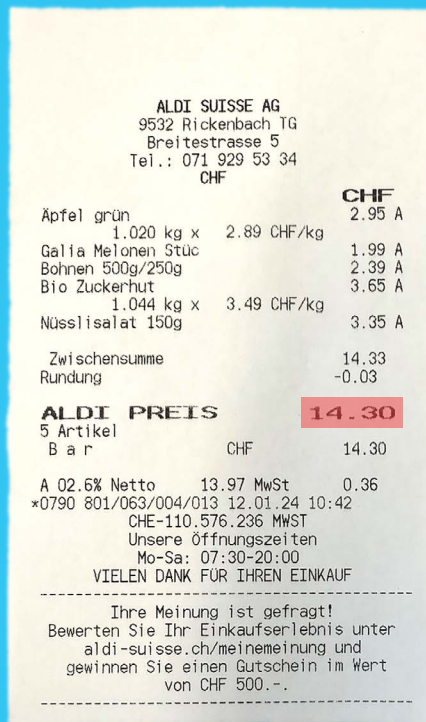 ALDI SUISSE AG
9532 Rickenbach TG
Breitestrasse 5
Tel.: 071 929 53 34
CHF
CHF
Äpfel grün 2.95 A
1.020 kg x 2.89 CHF/kg
Galia Melonen Stüc 1.99 A
Bohnen 500g/250g 2.39 A
Bio Zuckerhut 3.65 A
1.044 kg x 3.49 CHF/kg
Nüsslisalat 150g 3.35 A
Zwischensumme 14.33
Rundung -0.03
ALDI PREIS 14.30
5 Artikel
Bar CHF 14.30
A 02.6% Netto 13.97 MwSt 0.36
*0790 801/063/004/013 12.01.24 10:42
CHE-110.576.236 MWST
Unsere Öffnungszeiten
Mo-Sa: 07:30-20:00
VIELEN DANK FÜR IHREN EINKAUF
Ihre Meinung ist gefragt!
Bewerten Sie Ihr Einkaufserlebnis unter
aldi-suisse.ch/meinemeinung und
gewinnen Sie einen Gutschein im Wert
von CHF 500.-.